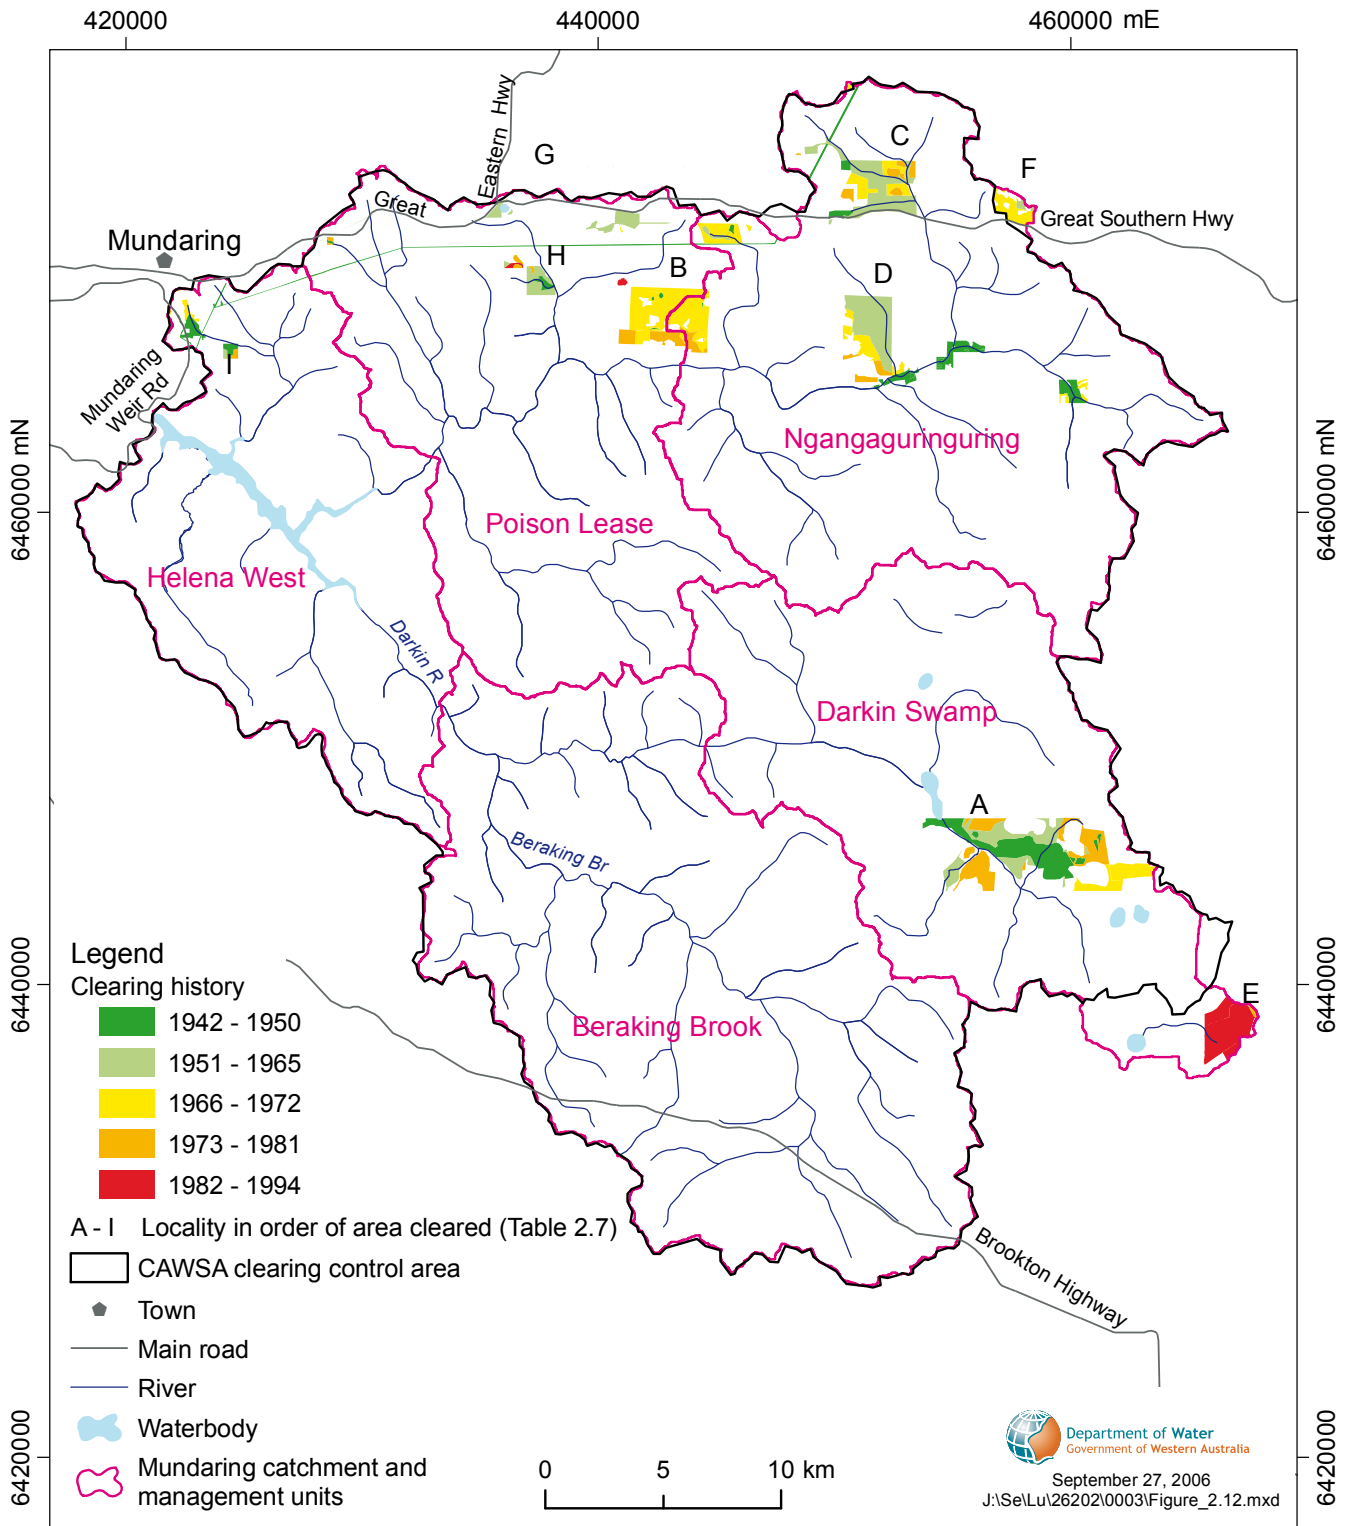 420000
440000
460000 mE
Eastern Hwy
C
G
F
Great
Great Southern Hwy
Mundaring
H
B
D
I
Mundaring
Weir Rd
Ngangaguringuring
6460000 mN
6460000 mN
Poison Lease
Helena West
Darkin R
Darkin Swamp
A
Beraking Br
Legend
Clearing history
6440000
6440000
E
1942 - 1950
Beraking Brook
1951 - 1965
1966 - 1972
1973 - 1981
1982 - 1994
A - I Locality in order of area cleared (Table 2.7)
CAWSA clearing control area
Brookton Highway
Town
Main road
River
Waterbody
Mundaring catchment and
management units
6420000
6420000
0 5 10 km
Department of Water
Government of Western Australia
September 27, 2006
J:\Se\Lu\26202\0003\Figure_2.12.mxd